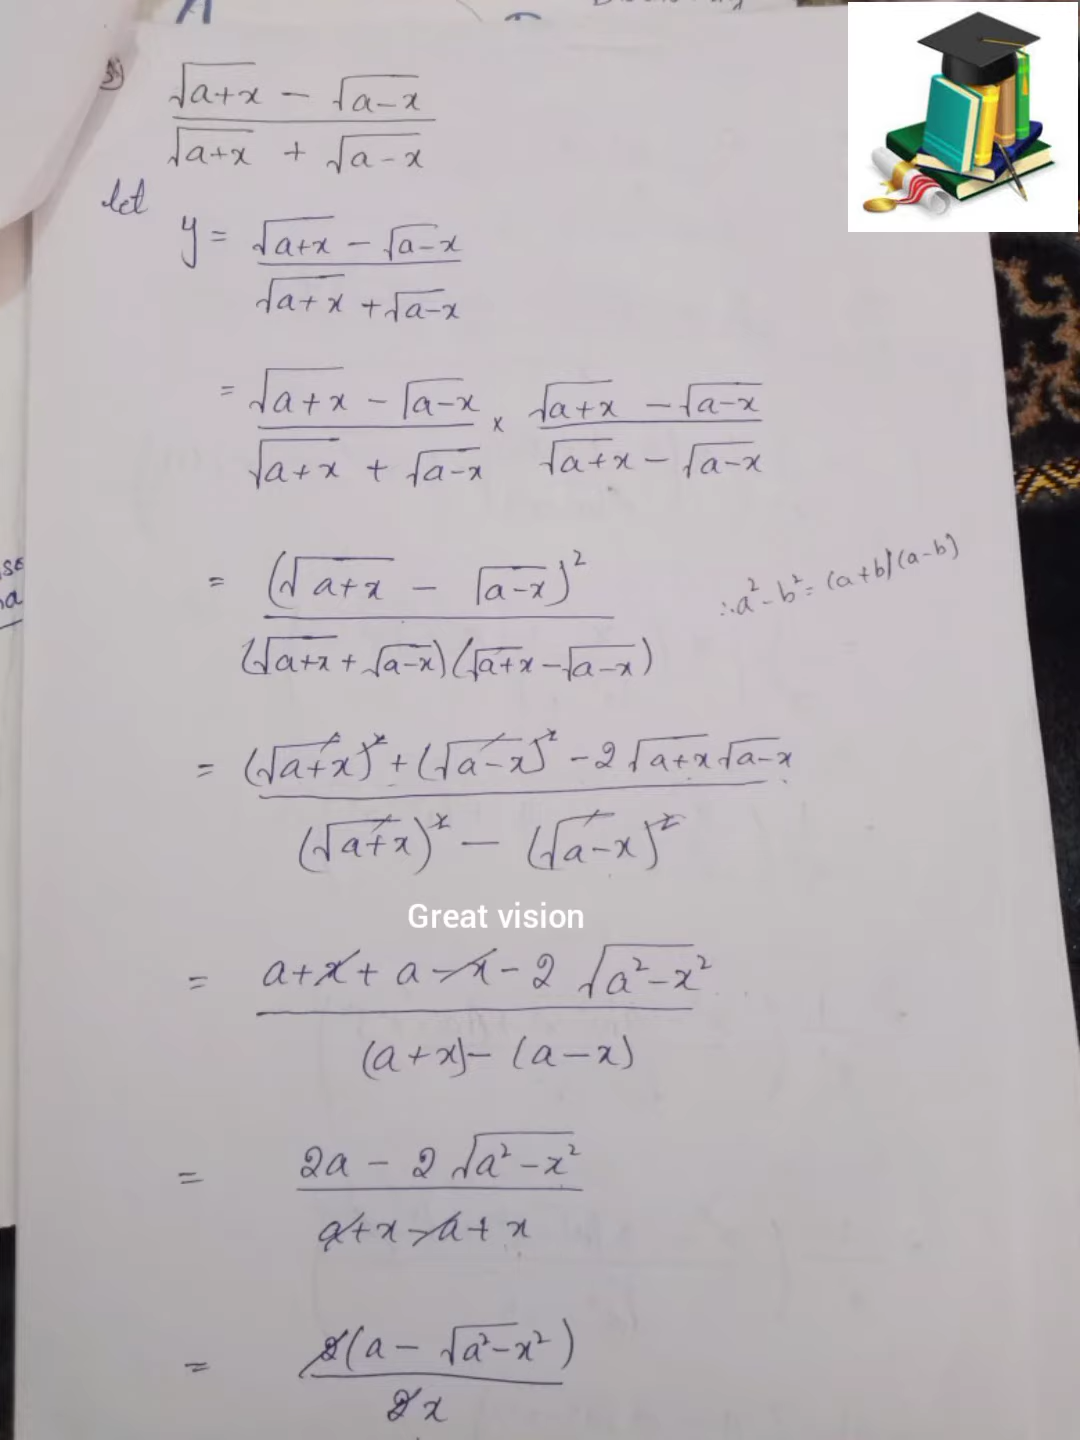 √a+x − √a−x
√a+x + √a−x
let
y = √a+x − √a−x
√a+x + √a−x
= √a+x − √a−x × √a+x − √a−x
√a+x + √a−x √a+x − √a−x
= (√a+x − √a−x)²
∴ a² − b² = (a+b)(a−b)
(√a+x + √a−x)(√a+x − √a−x)
= (√a+x)² + (√a−x)² − 2√a+x √a−x
(√a+x)² − (√a−x)²
Great vision
= a+x + a−x − 2√a²−x²
(a+x) − (a−x)
= 2a − 2√a²−x²
a+x−a+x
= 2(a − √a²−x²)
2x